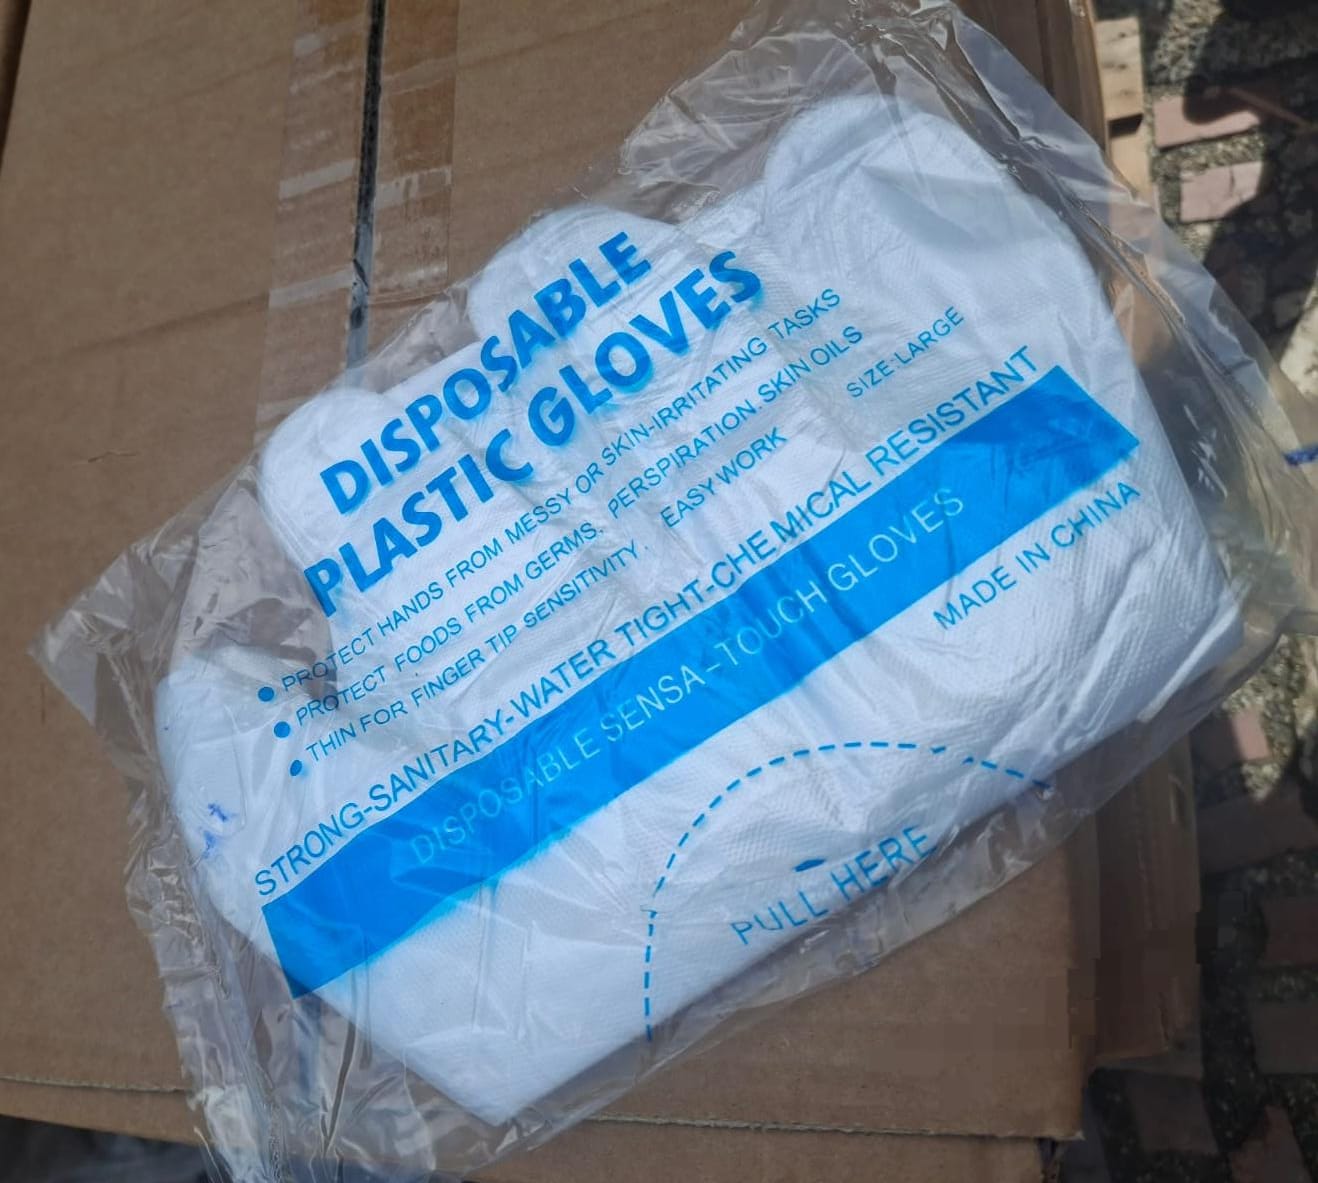 DISPOSABLE
PLASTIC GLOVES
● PROTECT HANDS FROM MESSY OR SKIN-IRRITATING TASKS
● PROTECT FOODS FROM GERMS. PERSPIRATION. SKIN OILS
● THIN FOR FINGER TIP SENSITIVITY. EASY WORK
SIZE:LARGE
STRONG-SANITARY-WATER TIGHT-CHEMICAL RESISTANT
DISPOSABLE SENSA-TOUCH GLOVES
MADE IN CHINA
PULL HERE